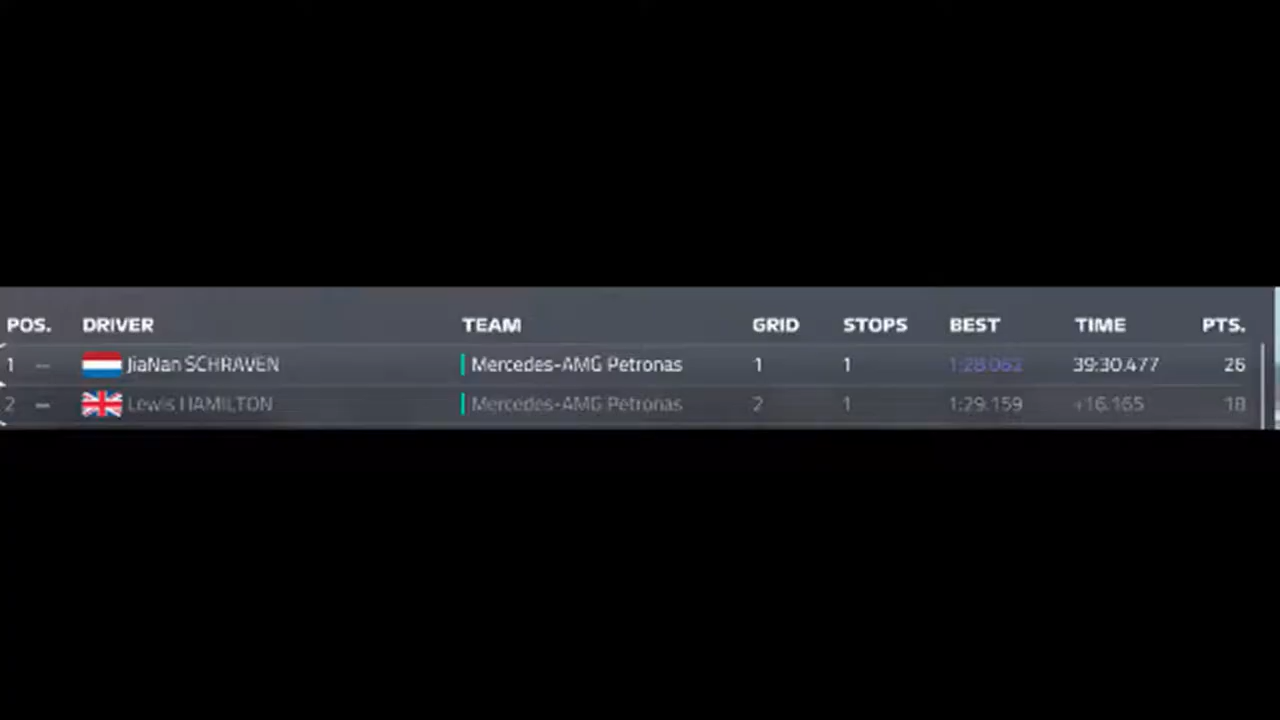 POS. DRIVER TEAM GRID STOPS BEST TIME PTS.
1 – JiaNan SCHRAVEN Mercedes-AMG Petronas 1 1 1:28.062 39:30.477 26
2 – Lewis HAMILTON Mercedes-AMG Petronas 2 1 1:29.159 +16.165 18